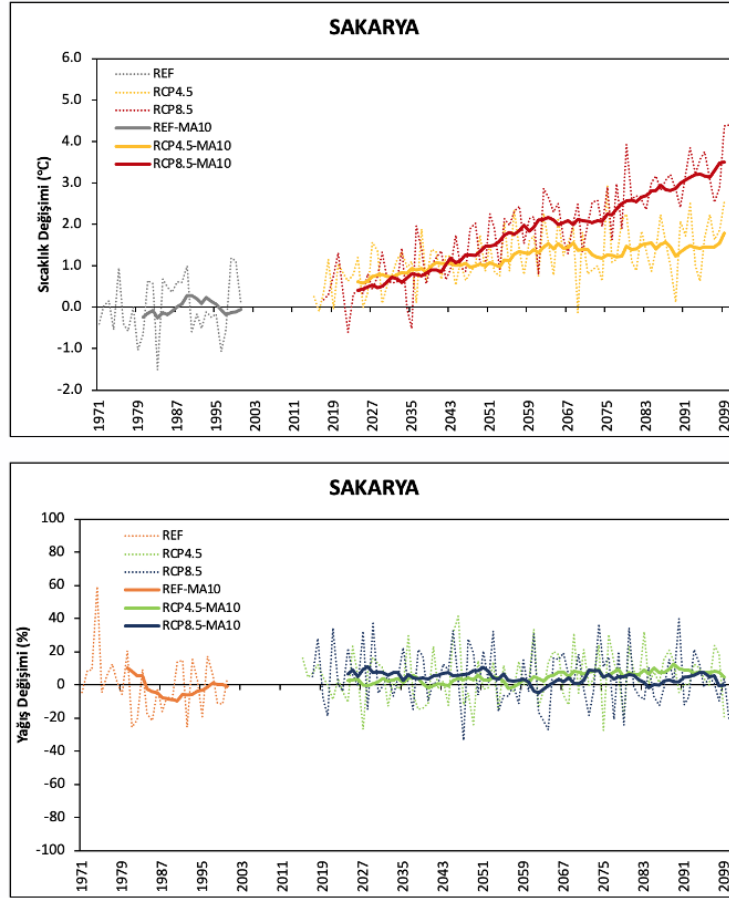 SAKARYA
Sıcaklık Değişimi (°C)
6.0
5.0
4.0
3.0
2.0
1.0
0.0
-1.0
-2.0
REF
RCP4.5
RCP8.5
REF-MA10
RCP4.5-MA10
RCP8.5-MA10
1971 1979 1987 1995 2003 2011 2019 2027 2035 2043 2051 2059 2067 2075 2083 2091 2099
SAKARYA
Yağış Değişimi (%)
100
80
60
40
20
0
-20
-40
-60
-80
-100
REF
RCP4.5
RCP8.5
REF-MA10
RCP4.5-MA10
RCP8.5-MA10
1971 1979 1987 1995 2003 2011 2019 2027 2035 2043 2051 2059 2067 2075 2083 2091 2099